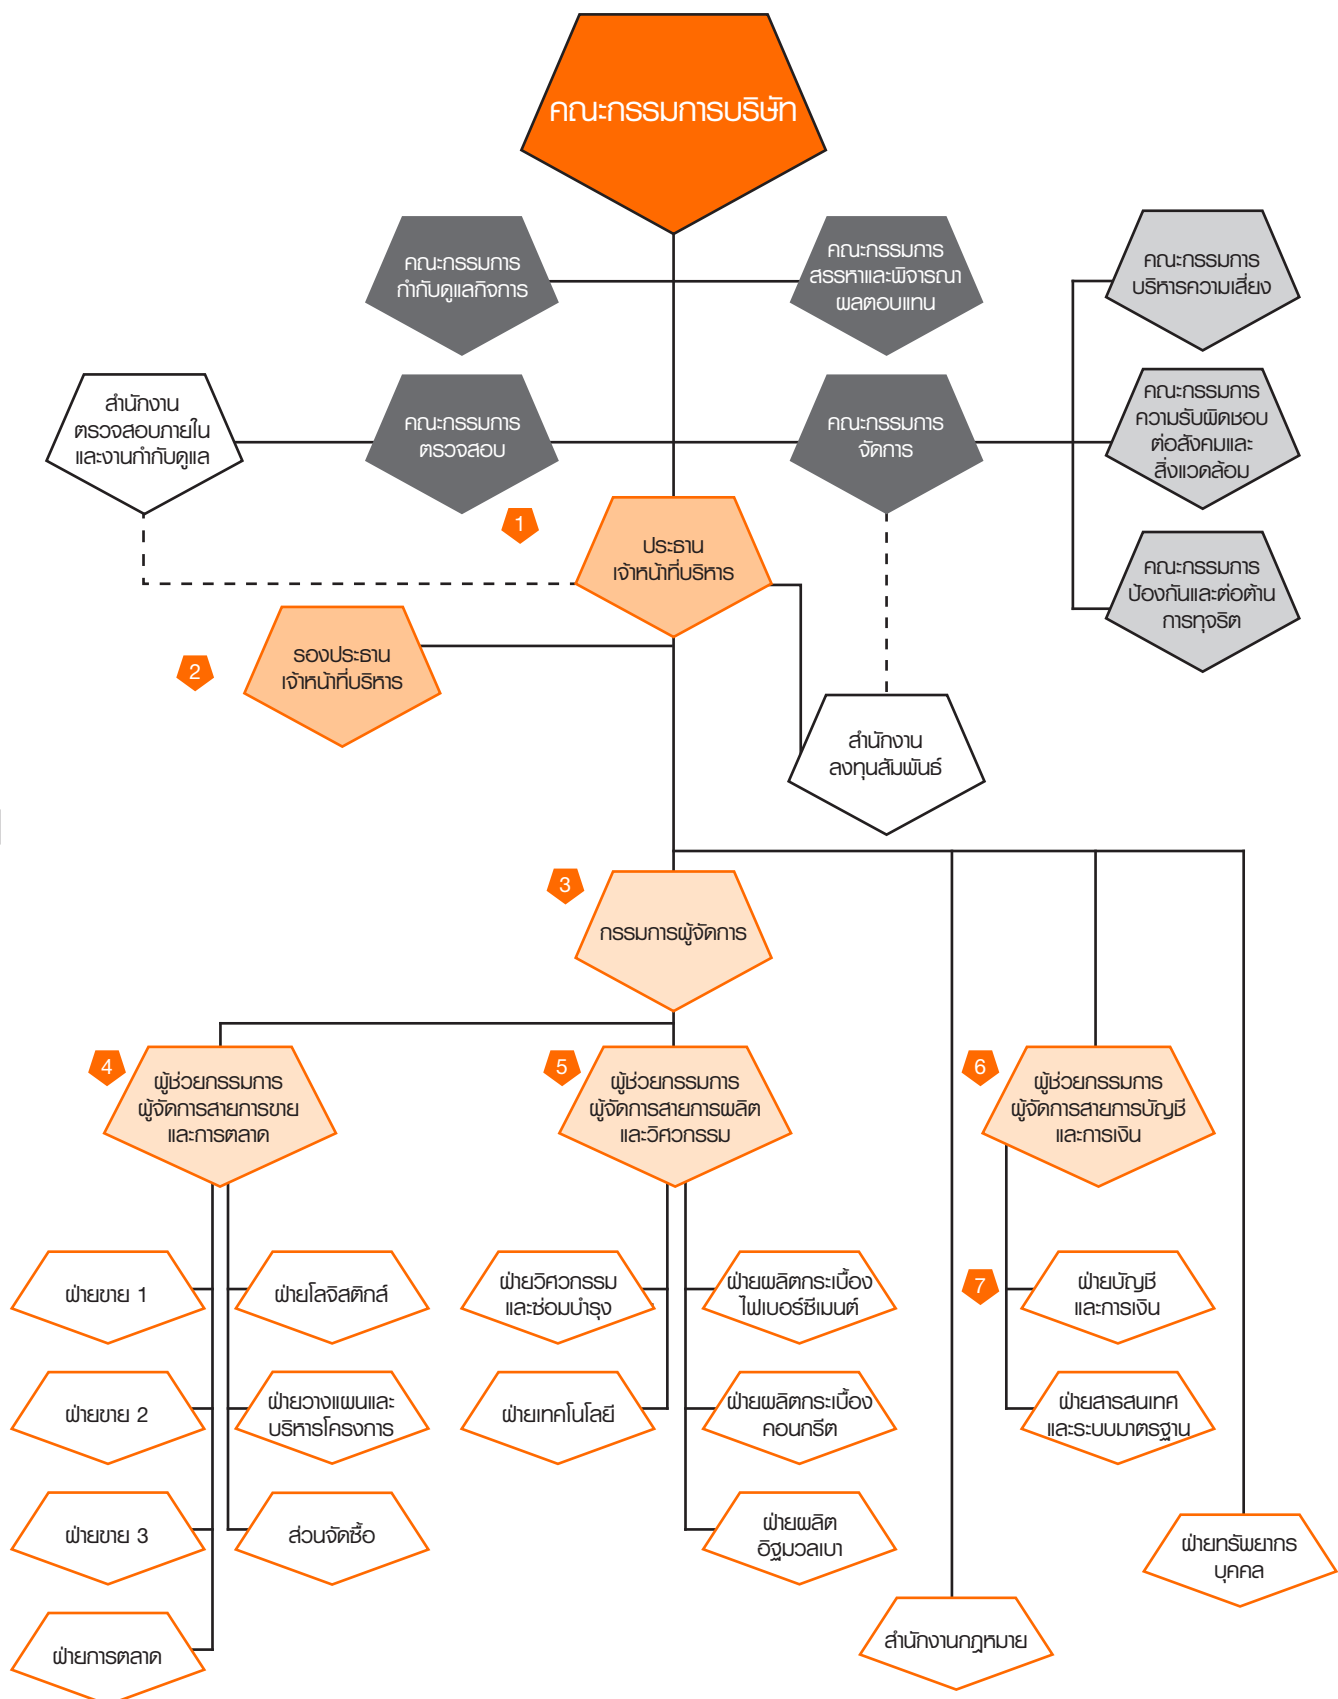 คณะกรรมการบริษัท
คณะกรรมการ
กำกับดูแลกิจการ
คณะกรรมการ
สรรหาและพิจารณา
ผลตอบแทน
คณะกรรมการ
บริหารความเสี่ยง
สำนักงาน
ตรวจสอบภายใน
และงานกำกับดูแล
คณะกรรมการ
ตรวจสอบ
คณะกรรมการ
จัดการ
คณะกรรมการ
ความรับผิดชอบ
ต่อสังคมและ
สิ่งแวดล้อม
1
ประธาน
เจ้าหน้าที่บริหาร
คณะกรรมการ
ป้องกันและต่อต้าน
การทุจริต
2
รองประธาน
เจ้าหน้าที่บริหาร
สำนักงาน
ลงทุนสัมพันธ์
3
กรรมการผู้จัดการ
4
ผู้ช่วยกรรมการ
ผู้จัดการสายการขาย
และการตลาด
5
ผู้ช่วยกรรมการ
ผู้จัดการสายการผลิต
และวิศวกรรม
6
ผู้ช่วยกรรมการ
ผู้จัดการสายการบัญชี
และการเงิน
ฝ่ายขาย 1
ฝ่ายโลจิสติกส์
ฝ่ายวิศวกรรม
และซ่อมบำรุง
ฝ่ายผลิตกระเบื้อง
ไฟเบอร์ซีเมนต์
7
ฝ่ายบัญชี
และการเงิน
ฝ่ายขาย 2
ฝ่ายวางแผนและ
บริหารโครงการ
ฝ่ายเทคโนโลยี
ฝ่ายผลิตกระเบื้อง
คอนกรีต
ฝ่ายสารสนเทศ
และระบบมาตรฐาน
ฝ่ายขาย 3
ส่วนจัดซื้อ
ฝ่ายผลิต
อิฐมวลเบา
ฝ่ายทรัพยากร
บุคคล
ฝ่ายการตลาด
สำนักงานกฎหมาย